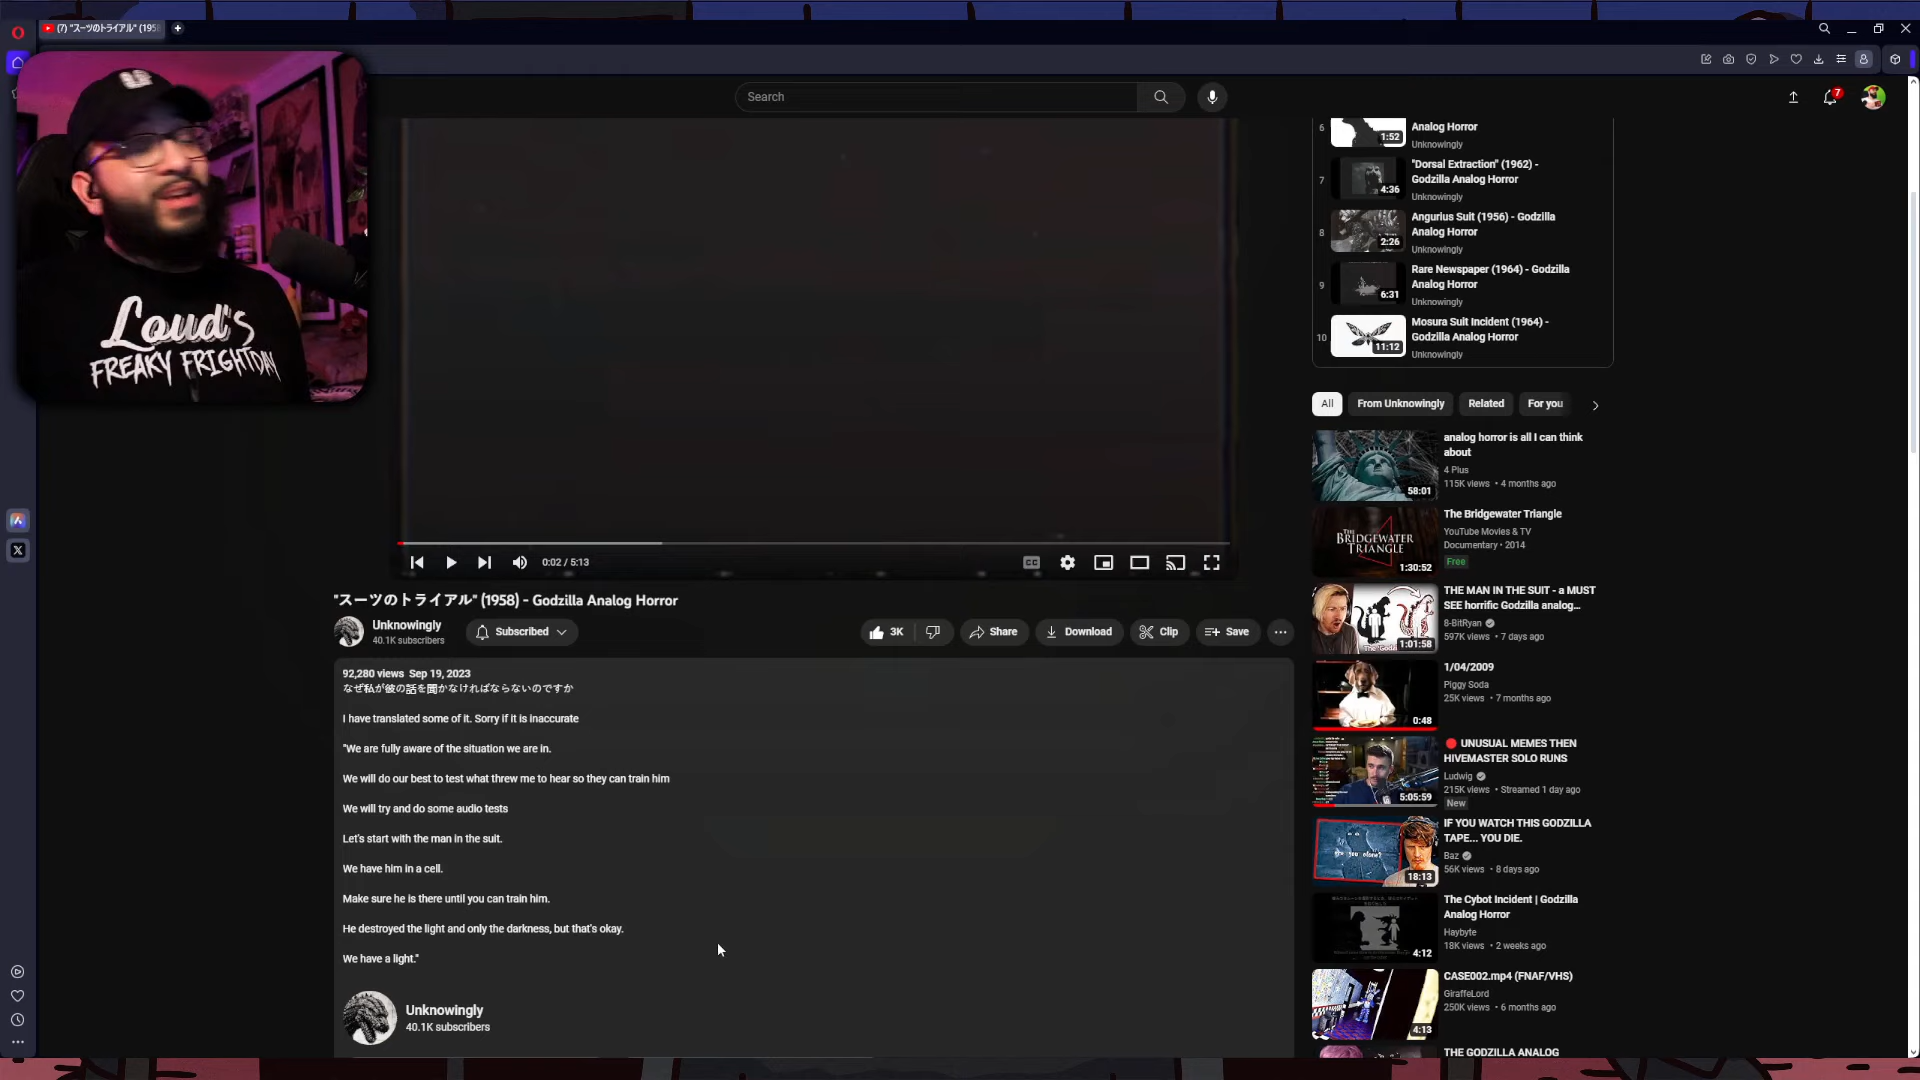 (7) "スーツのトライアル" (195
Search
7
Loud's
FREAKY FRIGHTDAY
6
1:52
Analog Horror
Unknowingly
7
4:36
"Dorsal Extraction" (1962) -
Godzilla Analog Horror
Unknowingly
8
2:26
Angurius Suit (1956) - Godzilla
Analog Horror
Unknowingly
9
6:31
Rare Newspaper (1964) - Godzilla
Analog Horror
Unknowingly
10
11:12
Mosura Suit Incident (1964) -
Godzilla Analog Horror
Unknowingly
All
From Unknowingly
Related
For you
58:01
analog horror is all I can think
about
4 Plus
115K views • 4 months ago
THE BRIDGEWATER TRIANGLE
1:30:52
The Bridgewater Triangle
YouTube Movies & TV
Documentary • 2014
Free
1:01:58
THE MAN IN THE SUIT - a MUST
SEE horrific Godzilla analog...
8-BitRyan
597K views • 7 days ago
0:48
1/04/2009
Piggy Soda
25K views • 7 months ago
5:05:59
UNUSUAL MEMES THEN
HIVEMASTER SOLO RUNS
Ludwig
215K views • Streamed 1 day ago
New
18:13
IF YOU WATCH THIS GODZILLA
TAPE... YOU DIE.
Baz
56K views • 8 days ago
4:12
The Cybot Incident | Godzilla
Analog Horror
Haybyte
18K views • 2 weeks ago
4:13
CASE002.mp4 (FNAF/VHS)
GiraffeLord
250K views • 6 months ago
THE GODZILLA ANALOG
0:02 / 5:13
"スーツのトライアル" (1958) - Godzilla Analog Horror
Unknowingly
40.1K subscribers
Subscribed
3K
Share
Download
Clip
Save
92,280 views Sep 19, 2023
なぜ私が彼の話を聞かなければならないのですか
I have translated some of it. Sorry if it is inaccurate
"We are fully aware of the situation we are in.
We will do our best to test what threw me to hear so they can train him
We will try and do some audio tests
Let's start with the man in the suit.
We have him in a cell.
Make sure he is there until you can train him.
He destroyed the light and only the darkness, but that's okay.
We have a light."
Unknowingly
40.1K subscribers